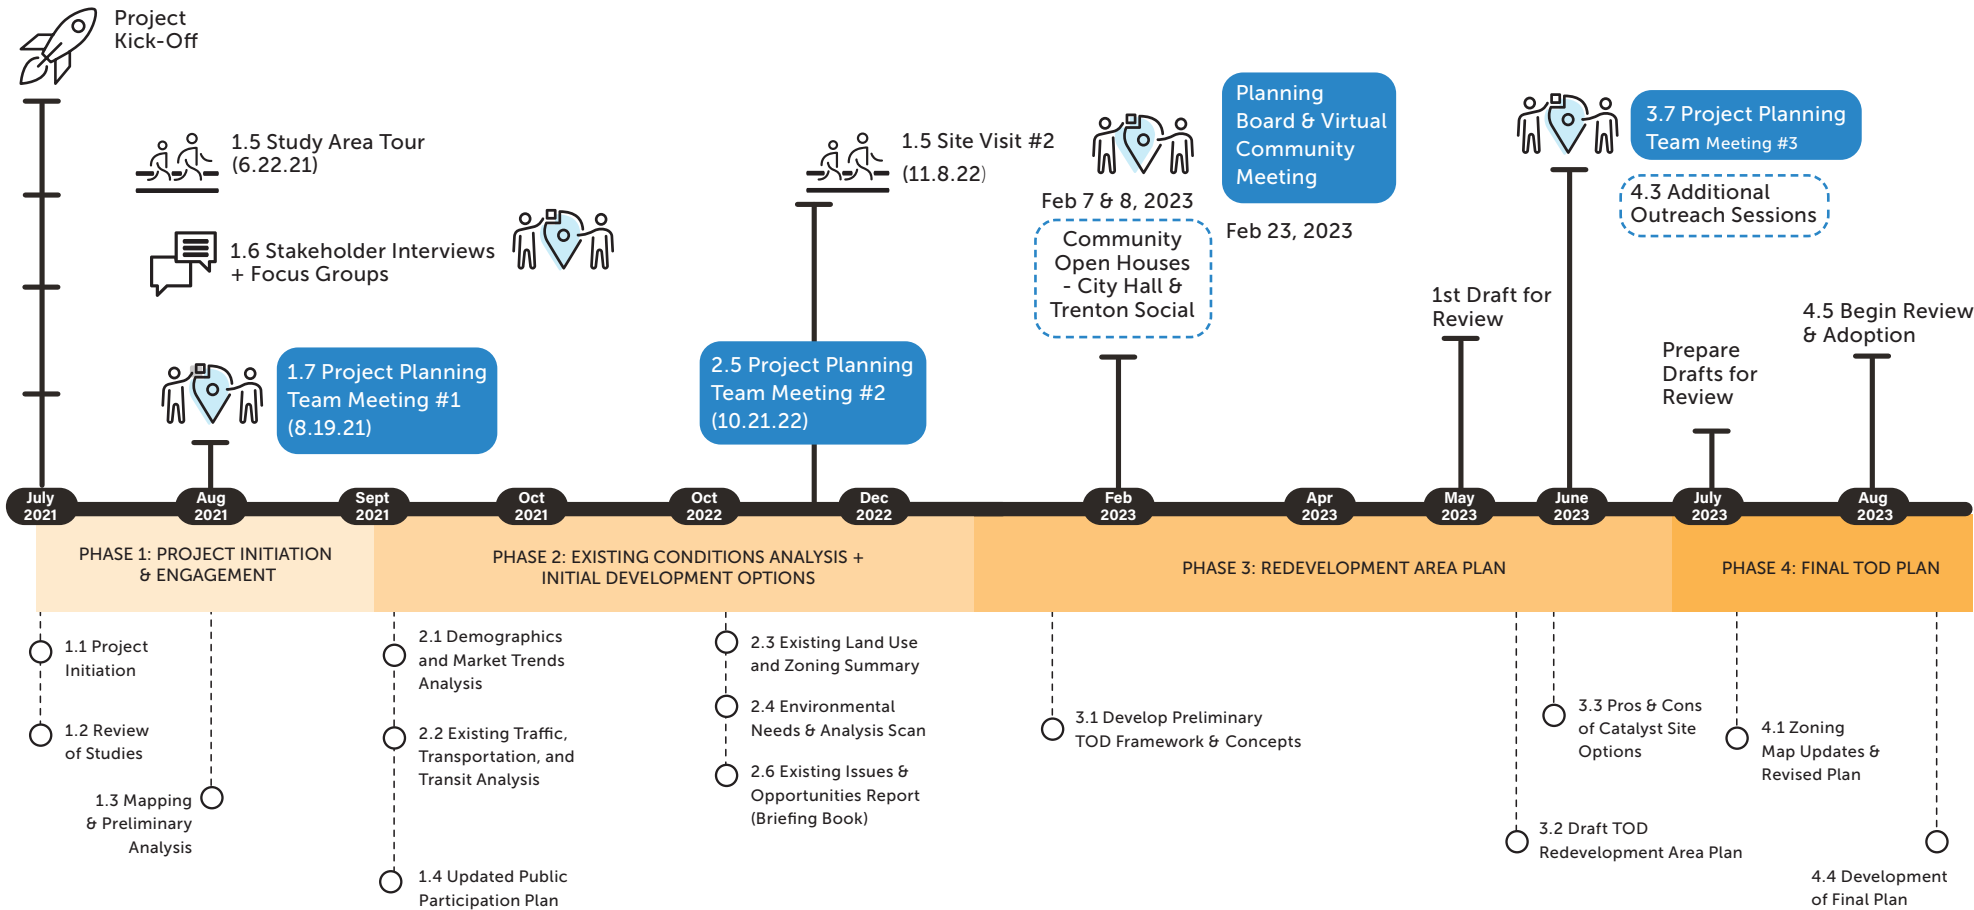 Project
Kick-Off
1.5 Study Area Tour
(6.22.21)
1.6 Stakeholder Interviews
+ Focus Groups
1.7 Project Planning
Team Meeting #1
(8.19.21)
2.5 Project Planning
Team Meeting #2
(10.21.22)
1.5 Site Visit #2
(11.8.22)
Feb 7 & 8, 2023
Community
Open Houses
- City Hall &
Trenton Social
Planning
Board & Virtual
Community
Meeting
Feb 23, 2023
1st Draft for
Review
3.7 Project Planning
Team Meeting #3
4.3 Additional
Outreach Sessions
Prepare
Drafts for
Review
4.5 Begin Review
& Adoption
July
2021
Aug
2021
Sept
2021
Oct
2021
Oct
2022
Dec
2022
Feb
2023
Apr
2023
May
2023
June
2023
July
2023
Aug
2023
PHASE 1: PROJECT INITIATION
& ENGAGEMENT
PHASE 2: EXISTING CONDITIONS ANALYSIS +
INITIAL DEVELOPMENT OPTIONS
PHASE 3: REDEVELOPMENT AREA PLAN
PHASE 4: FINAL TOD PLAN
1.1 Project
Initiation
1.2 Review
of Studies
1.3 Mapping
& Preliminary
Analysis
2.1 Demographics
and Market Trends
Analysis
2.2 Existing Traffic,
Transportation, and
Transit Analysis
1.4 Updated Public
Participation Plan
2.3 Existing Land Use
and Zoning Summary
2.4 Environmental
Needs & Analysis Scan
2.6 Existing Issues &
Opportunities Report
(Briefing Book)
3.1 Develop Preliminary
TOD Framework & Concepts
3.3 Pros & Cons
of Catalyst Site
Options
3.2 Draft TOD
Redevelopment Area Plan
4.1 Zoning
Map Updates &
Revised Plan
4.4 Development
of Final Plan